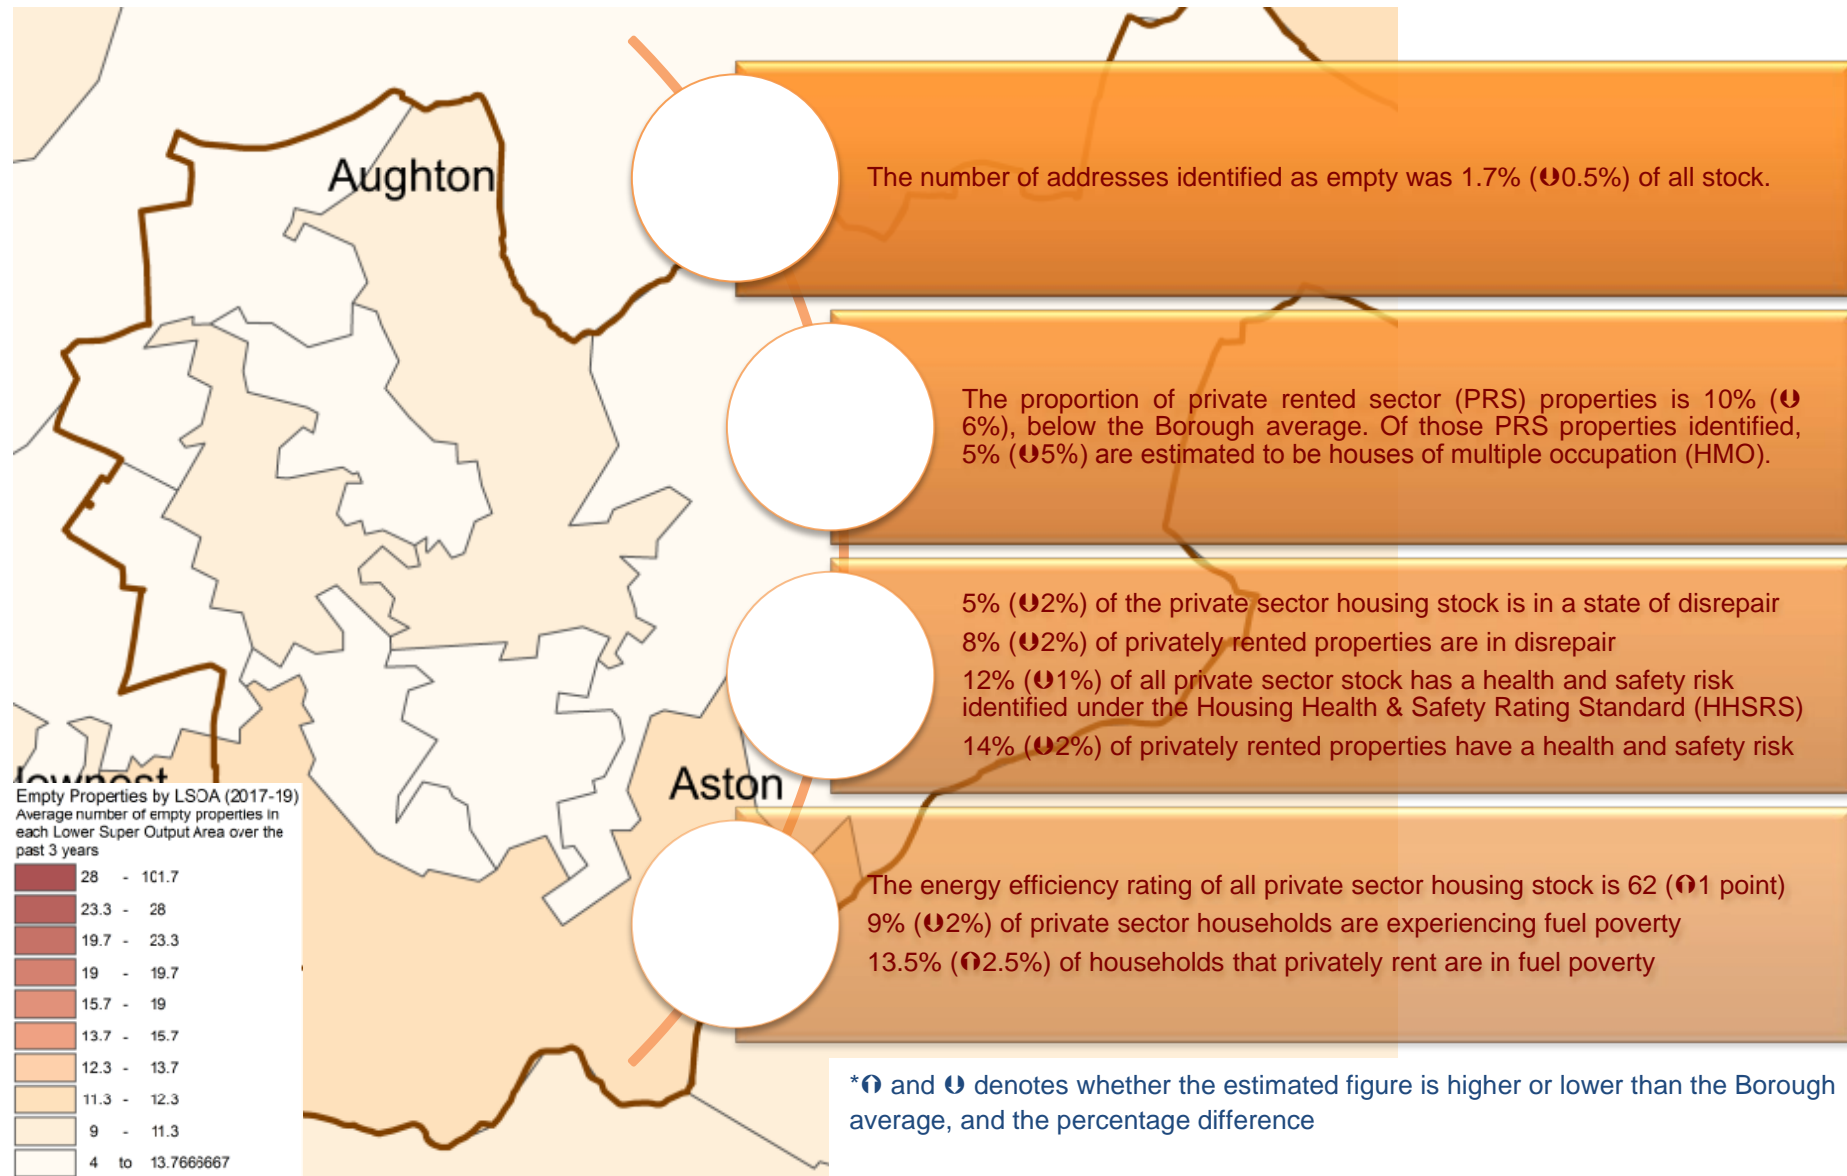 Aughton
The number of addresses identified as empty was 1.7% (⮋0.5%) of all stock.
The proportion of private rented sector (PRS) properties is 10% (⮋
6%), below the Borough average. Of those PRS properties identified,
5% (⮋5%) are estimated to be houses of multiple occupation (HMO).
5% (⮋2%) of the private sector housing stock is in a state of disrepair
8% (⮋2%) of privately rented properties are in disrepair
12% (⮋1%) of all private sector stock has a health and safety risk
identified under the Housing Health & Safety Rating Standard (HHSRS)
14% (⮋2%) of privately rented properties have a health and safety risk
Aston
The energy efficiency rating of all private sector housing stock is 62 (⮉1 point)
9% (⮋2%) of private sector households are experiencing fuel poverty
13.5% (⮉2.5%) of households that privately rent are in fuel poverty
*⮉ and ⮋ denotes whether the estimated figure is higher or lower than the Borough
average, and the percentage difference
Empty Properties by LSOA (2017-19)
Average number of empty properties in
each Lower Super Output Area over the
past 3 years
28 - 101.7
23.3 - 28
19.7 - 23.3
19 - 19.7
15.7 - 19
13.7 - 15.7
12.3 - 13.7
11.3 - 12.3
9 - 11.3
4 to 13.7666667